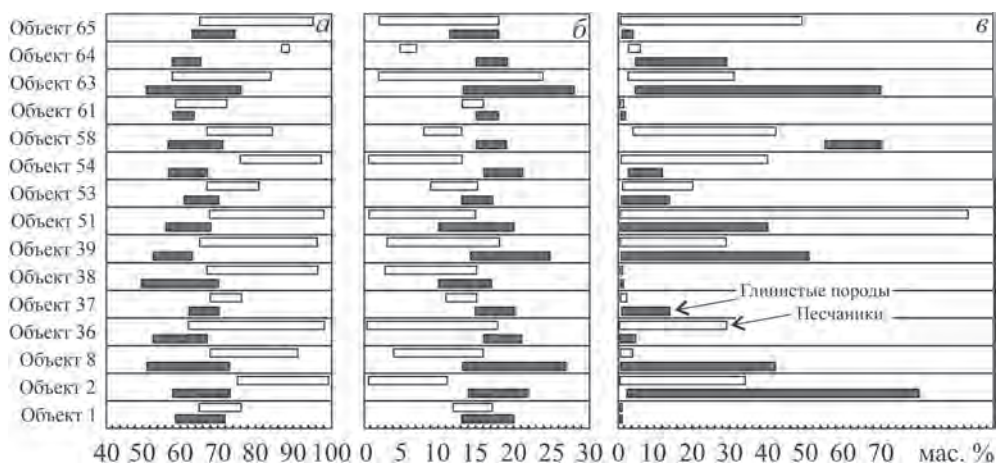 а
б
в
Объект 65
Объект 64
Объект 63
Объект 61
Объект 58
Объект 54
Объект 53
Объект 51
Объект 39
Объект 38
Объект 37
Объект 36
Объект 8
Объект 2
Объект 1
Глинистые породы
Песчаники
40 50 60 70 80 90 100 0 5 10 15 20 25 30 0 10 20 30 40 50 60 70 мас. %